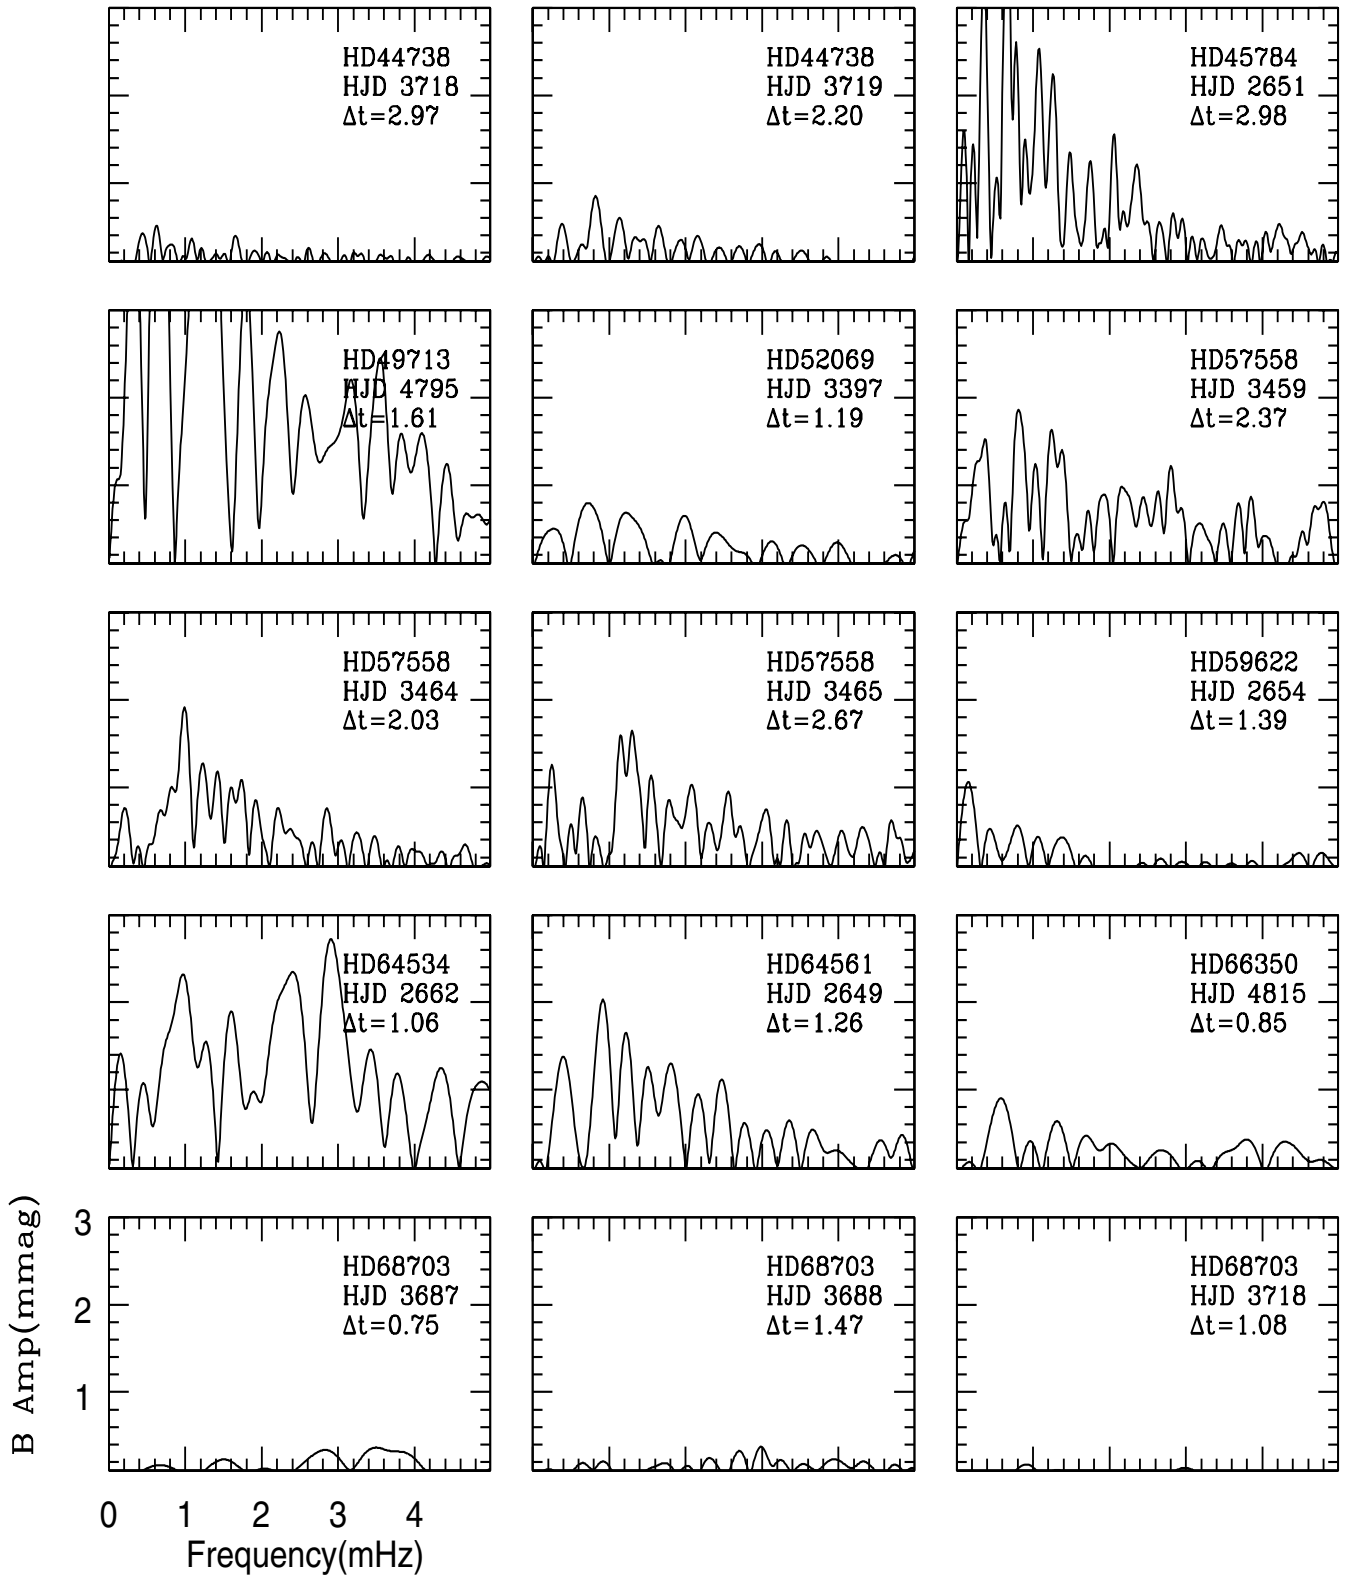 HD44738
HJD 3718
Δt=2.97
HD44738
HJD 3719
Δt=2.20
HD45784
HJD 2651
Δt=2.98
HD49713
HJD 4795
Δt=1.61
HD52069
HJD 3397
Δt=1.19
HD57558
HJD 3459
Δt=2.37
HD57558
HJD 3464
Δt=2.03
HD57558
HJD 3465
Δt=2.67
HD59622
HJD 2654
Δt=1.39
HD64534
HJD 2662
Δt=1.06
HD64561
HJD 2649
Δt=1.26
HD66350
HJD 4815
Δt=0.85
B Amp(mmag)
3
2
1
HD68703
HJD 3687
Δt=0.75
HD68703
HJD 3688
Δt=1.47
HD68703
HJD 3718
Δt=1.08
0 1 2 3 4
Frequency(mHz)